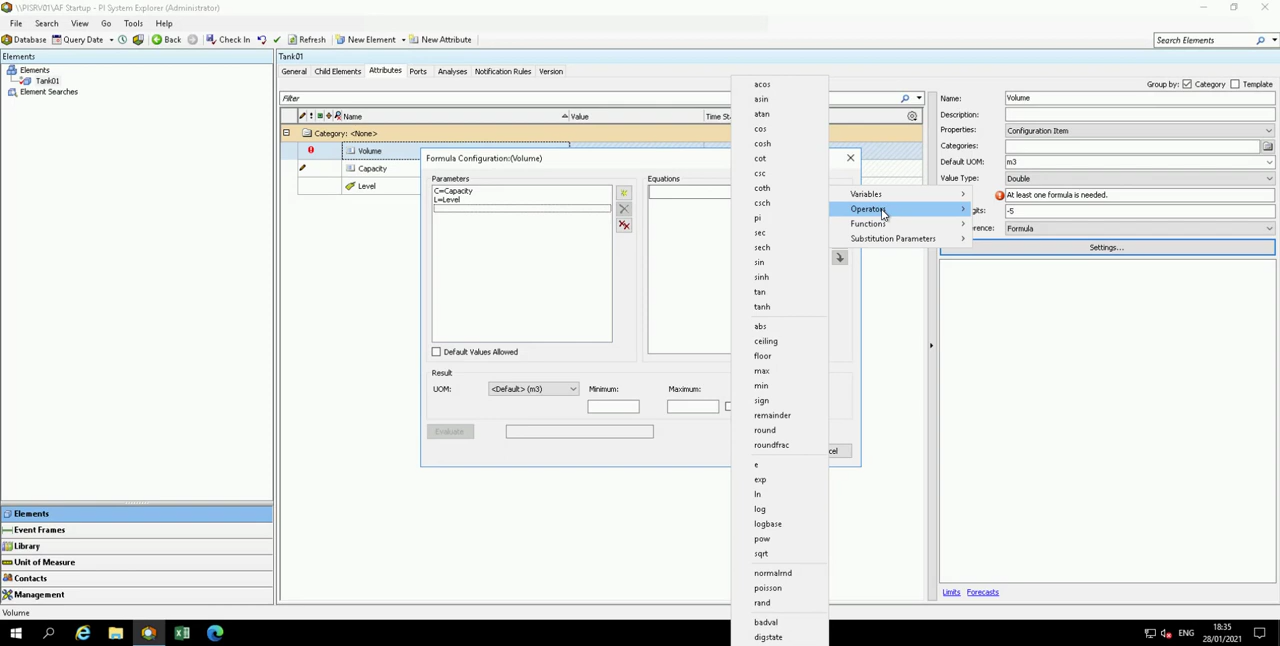 \\PISRV01\AF Startup - PI System Explorer (Administrator)
File Search View Go Tools Help
Database Query Date Back Check In Refresh New Element New Attribute Search Elements
Elements
Elements
Tank01
Element Searches
Tank01
General Child Elements Attributes Ports Analyses Notification Rules Version
Group by: Category Template
Filter
Name Value Time Sta
Category: <None>
Volume
Capacity
Level
Formula Configuration:(Volume)
Parameters
C=Capacity
L=Level
Default Values Allowed
Equations
Result
UOM: <Default> (m3) Minimum: Maximum:
Evaluate
cel
acos
asin
atan
cos
cosh
cot
csc
coth
csch
pi
sec
sech
sin
sinh
tan
tanh
abs
ceiling
floor
max
min
sign
remainder
round
roundfrac
e
exp
ln
log
logbase
pow
sqrt
normalrnd
poisson
rand
badval
digstate
Variables
Operators
Functions
Substitution Parameters
Name: Volume
Description:
Properties: Configuration Item
Categories:
Default UOM: m3
Value Type: Double
At least one formula is needed.
gits: -5
erence: Formula
Settings...
Limits Forecasts
Elements
Event Frames
Library
Unit of Measure
Contacts
Management
Volume
ENG 18:35
28/01/2021